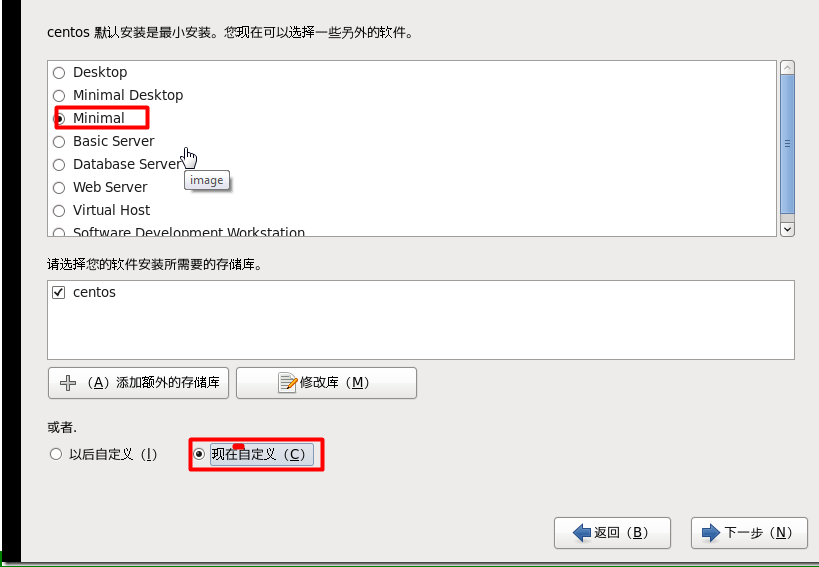 centos 默认安装是最小安装。您现在可以选择一些另外的软件。
Desktop
Minimal Desktop
Minimal
Basic Server
Database Server
image
Web Server
Virtual Host
Software Development Workstation
请选择您的软件安装所需要的存储库。
centos
(A) 添加额外的存储库
修改库 (M)
或者.
以后自定义 (I)
现在自定义 (C)
返回 (B)
下一步 (N)